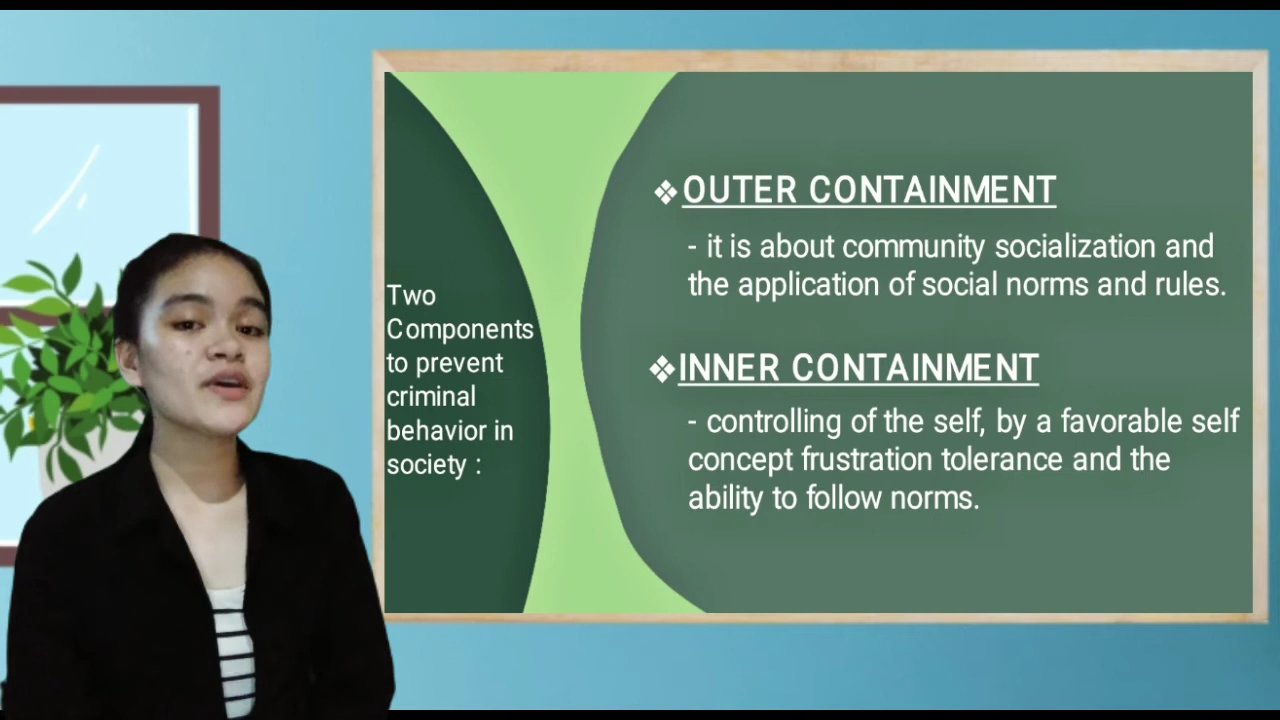 Two
Components
to prevent
criminal
behavior in
society :
❖OUTER CONTAINMENT
- it is about community socialization and
the application of social norms and rules.
❖INNER CONTAINMENT
- controlling of the self, by a favorable self
concept frustration tolerance and the
ability to follow norms.